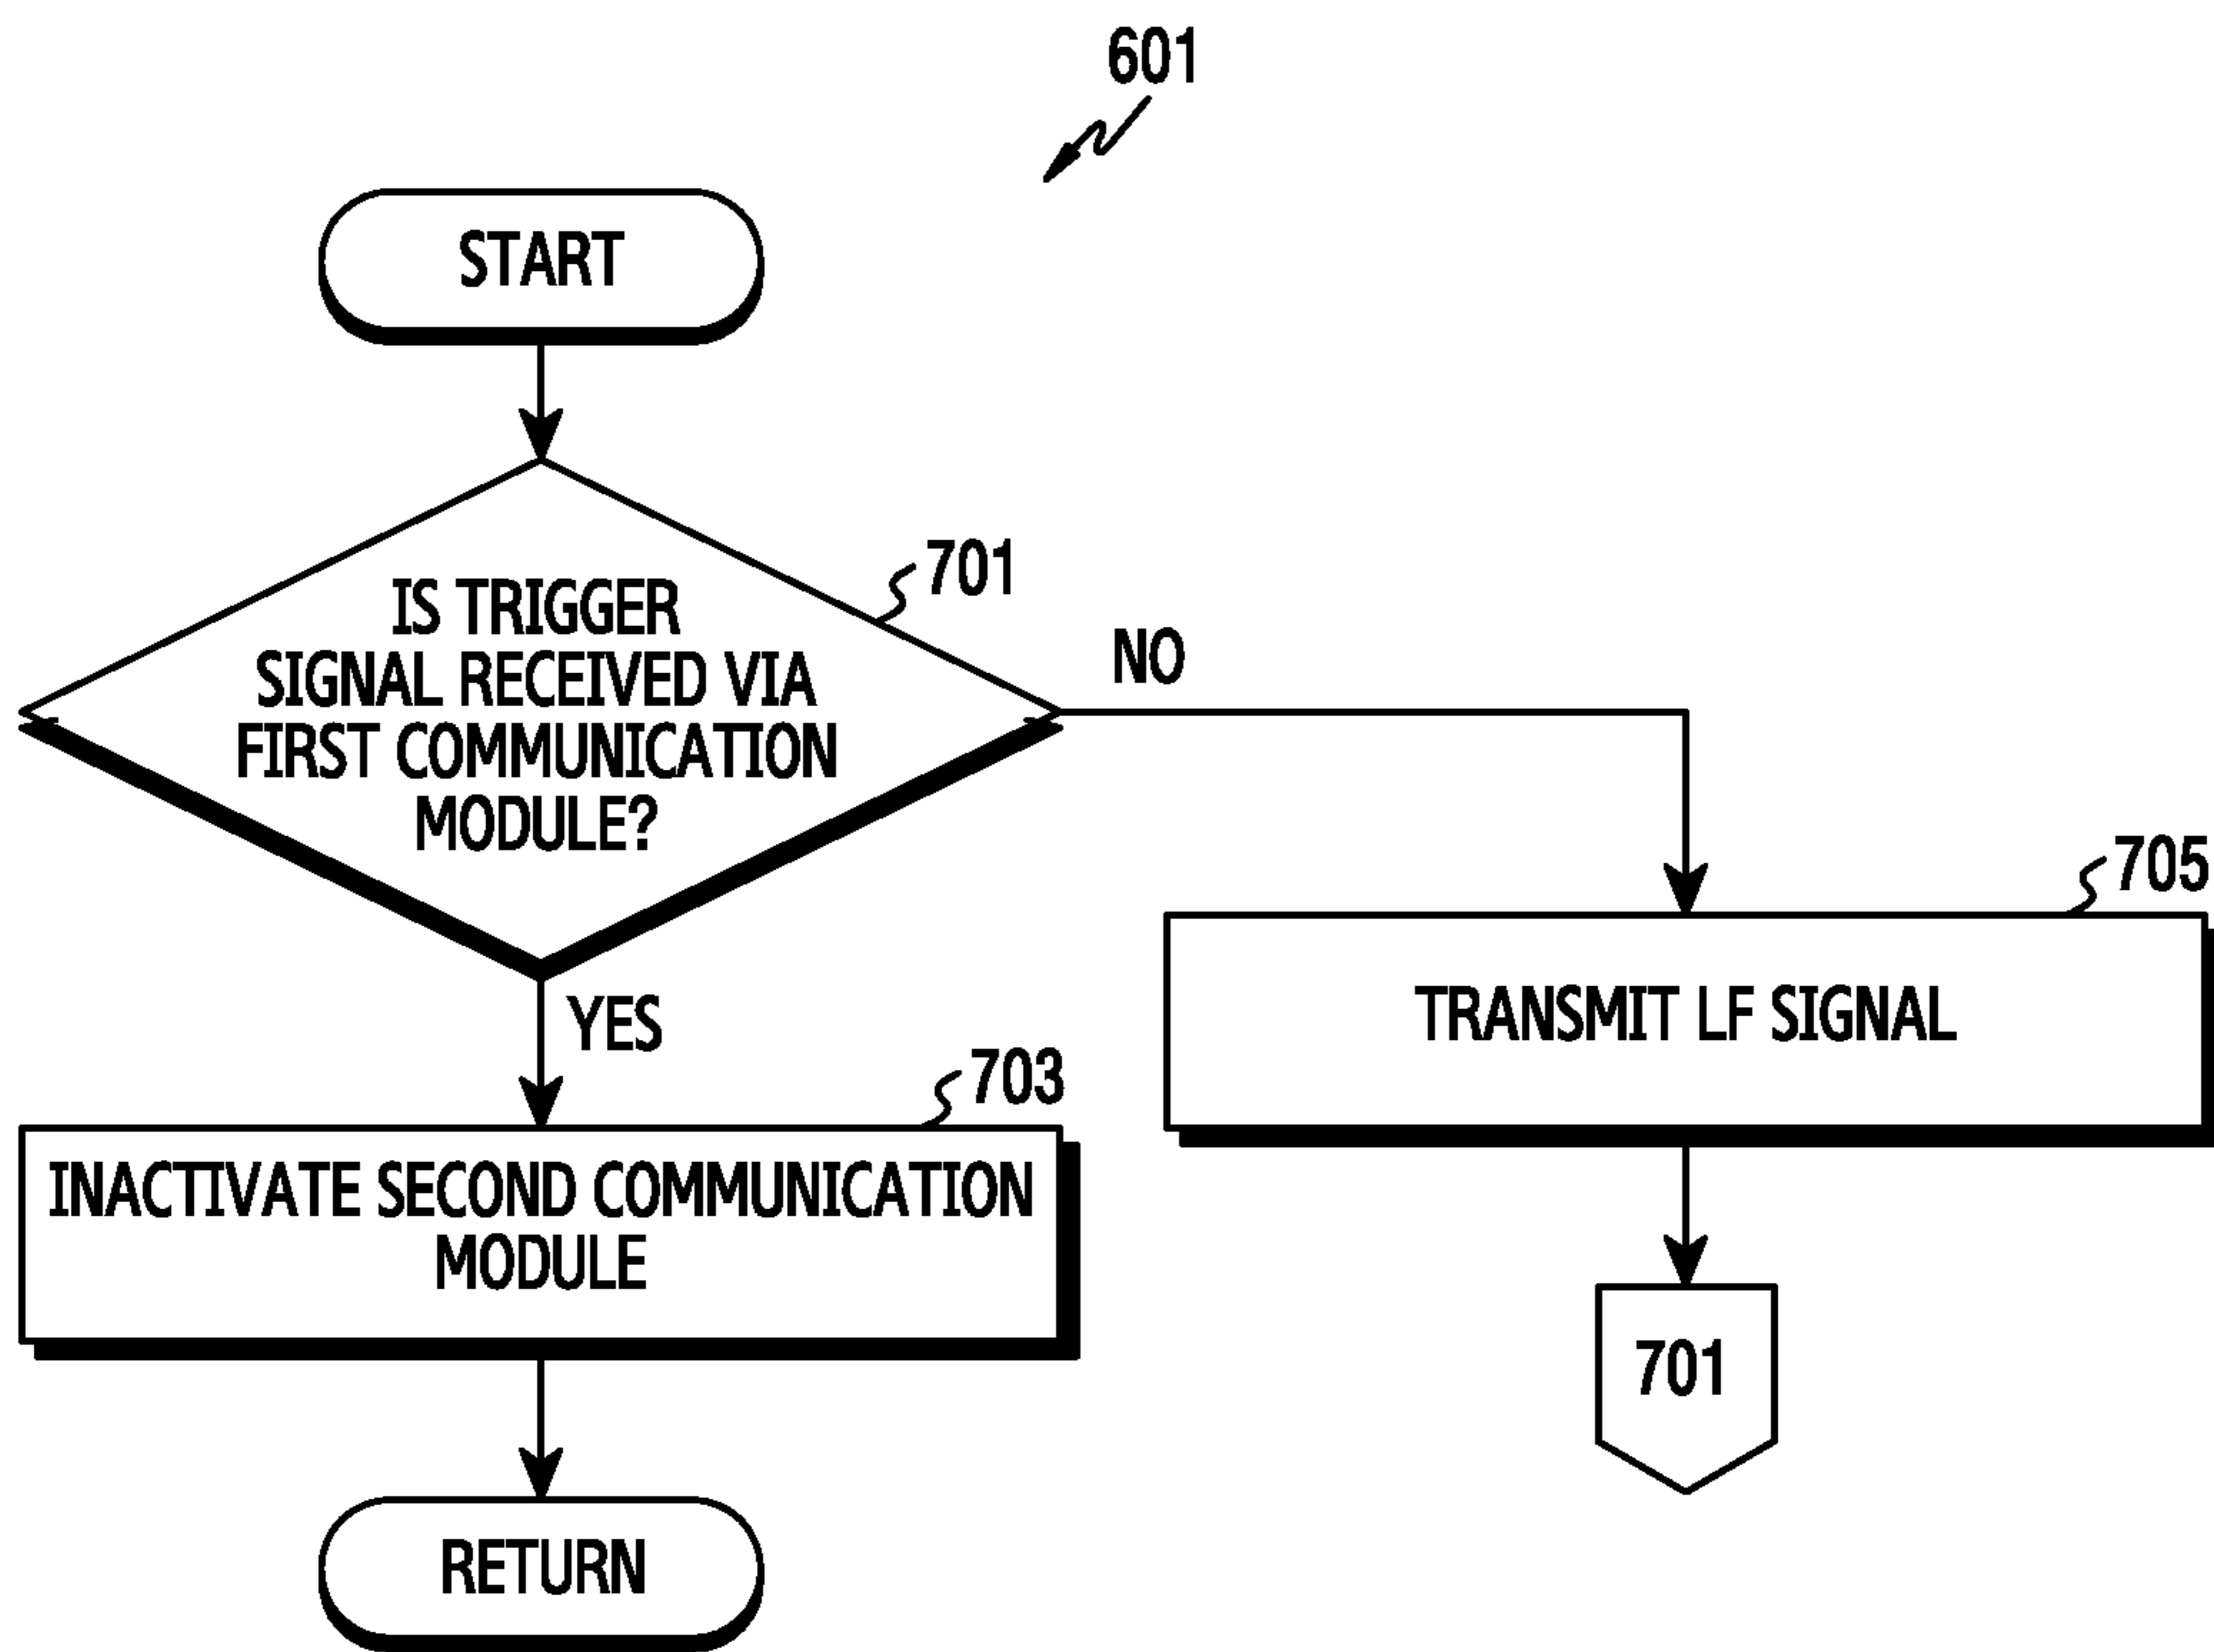 601
START
701
IS TRIGGER
SIGNAL RECEIVED VIA
FIRST COMMUNICATION
MODULE?
NO
YES
705
TRANSMIT LF SIGNAL
703
INACTIVATE SECOND COMMUNICATION
MODULE
701
RETURN